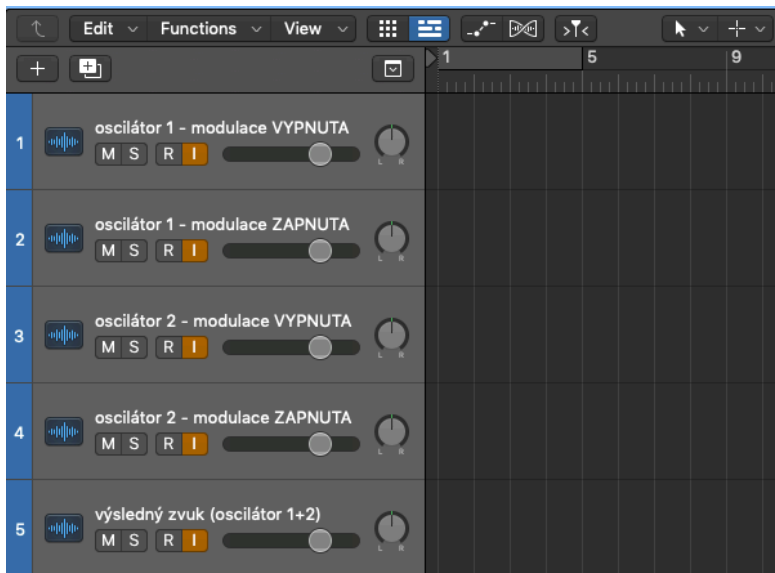 Edit Functions View
1 5 9
1 oscilátor 1 - modulace VYPNUTA
M S R I L R
2 oscilátor 1 - modulace ZAPNUTA
M S R I L R
3 oscilátor 2 - modulace VYPNUTA
M S R I L R
4 oscilátor 2 - modulace ZAPNUTA
M S R I L R
5 výsledný zvuk (oscilátor 1+2)
M S R I L R